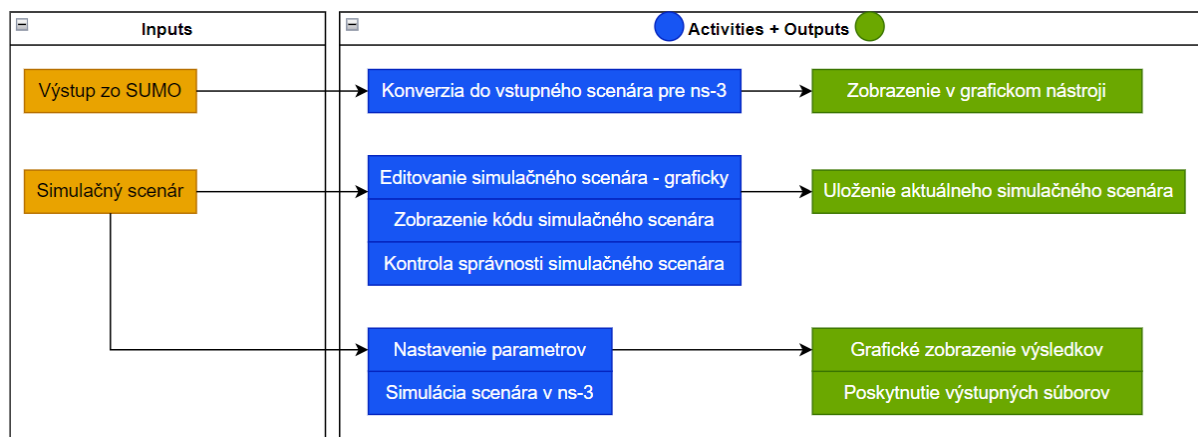 Inputs
Activities + Outputs
Výstup zo SUMO
Konverzia do vstupného scenára pre ns-3
Zobrazenie v grafickom nástroji
Simulačný scenár
Editovanie simulačného scenára - graficky
Zobrazenie kódu simulačného scenára
Kontrola správnosti simulačného scenára
Uloženie aktuálneho simulačného scenára
Nastavenie parametrov
Simulácia scenára v ns-3
Grafické zobrazenie výsledkov
Poskytnutie výstupných súborov